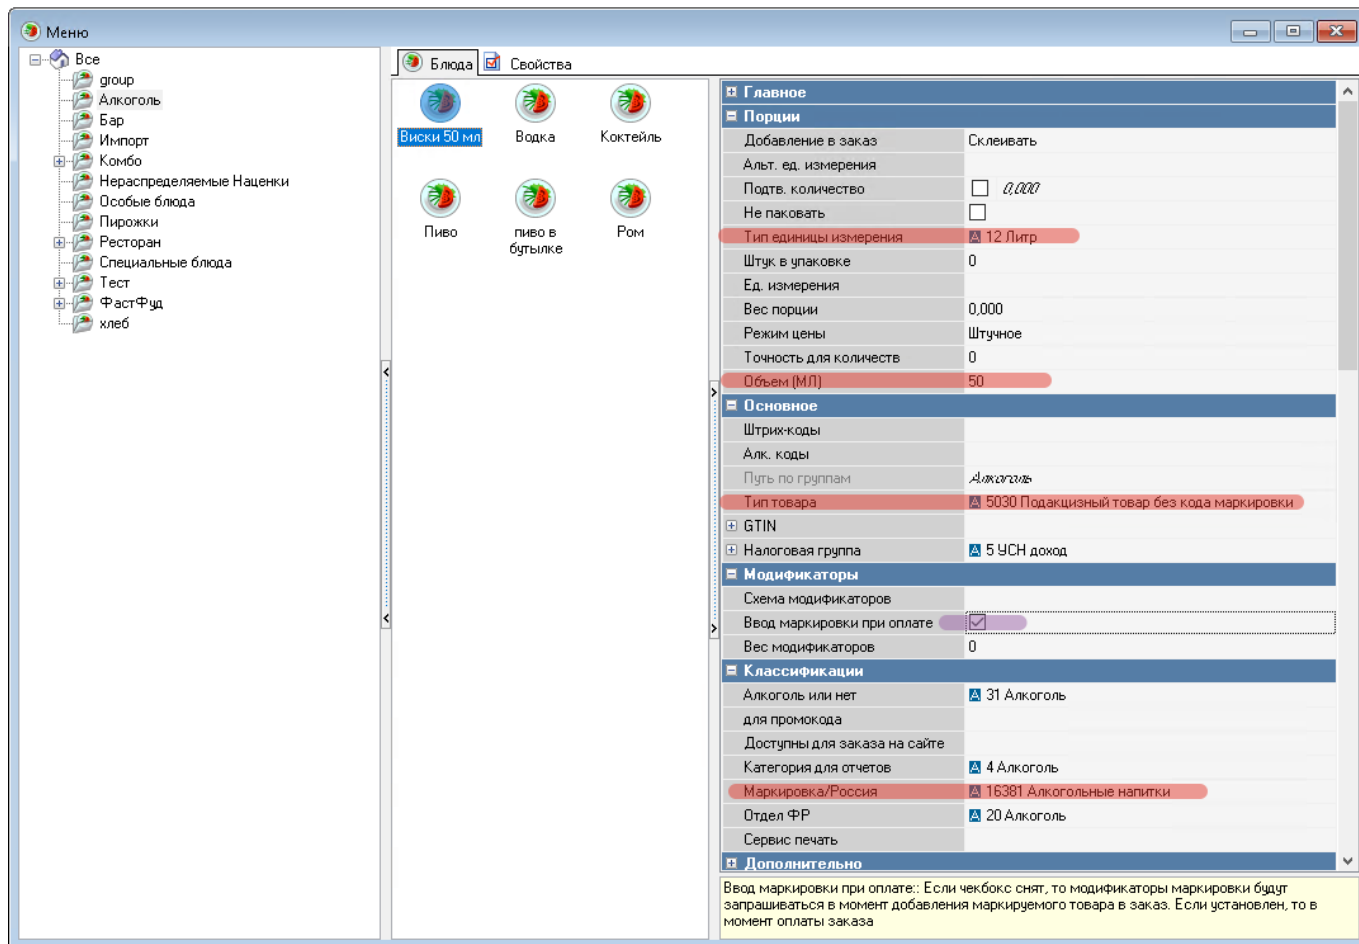 Меню
Все
group
Алкоголь
Бар
Импорт
Комбо
Нераспределяемые Наценки
Особые блюда
Пирожки
Ресторан
Специальные блюда
Тест
ФастФуд
хлеб
Блюда Свойства
Виски 50 мл Водка Коктейль
Пиво пиво в бутылке Ром
Главное
Порции
Добавление в заказ Склеивать
Альт. ед. измерения
Подтв. количество 0,000
Не паковать
Тип единицы измерения 12 Литр
Штук в упаковке 0
Ед. измерения
Вес порции 0,000
Режим цены Штучное
Точность для количеств 0
Объем (МЛ) 50
Основное
Штрих-коды
Алк. коды
Путь по группам Алкоголь
Тип товара 5030 Подакцизный товар без кода маркировки
GTIN
Налоговая группа 5 УСН доход
Модификаторы
Схема модификаторов
Ввод маркировки при оплате
Вес модификаторов 0
Классификации
Алкоголь или нет 31 Алкоголь
для промокода
Доступны для заказа на сайте
Категория для отчетов 4 Алкоголь
Маркировка/Россия 16381 Алкогольные напитки
Отдел ФР 20 Алкоголь
Сервис печать
Дополнительно
Ввод маркировки при оплате:: Если чекбокс снят, то модификаторы маркировки будут
запрашиваться в момент добавления маркируемого товара в заказ. Если установлен, то в
момент оплаты заказа